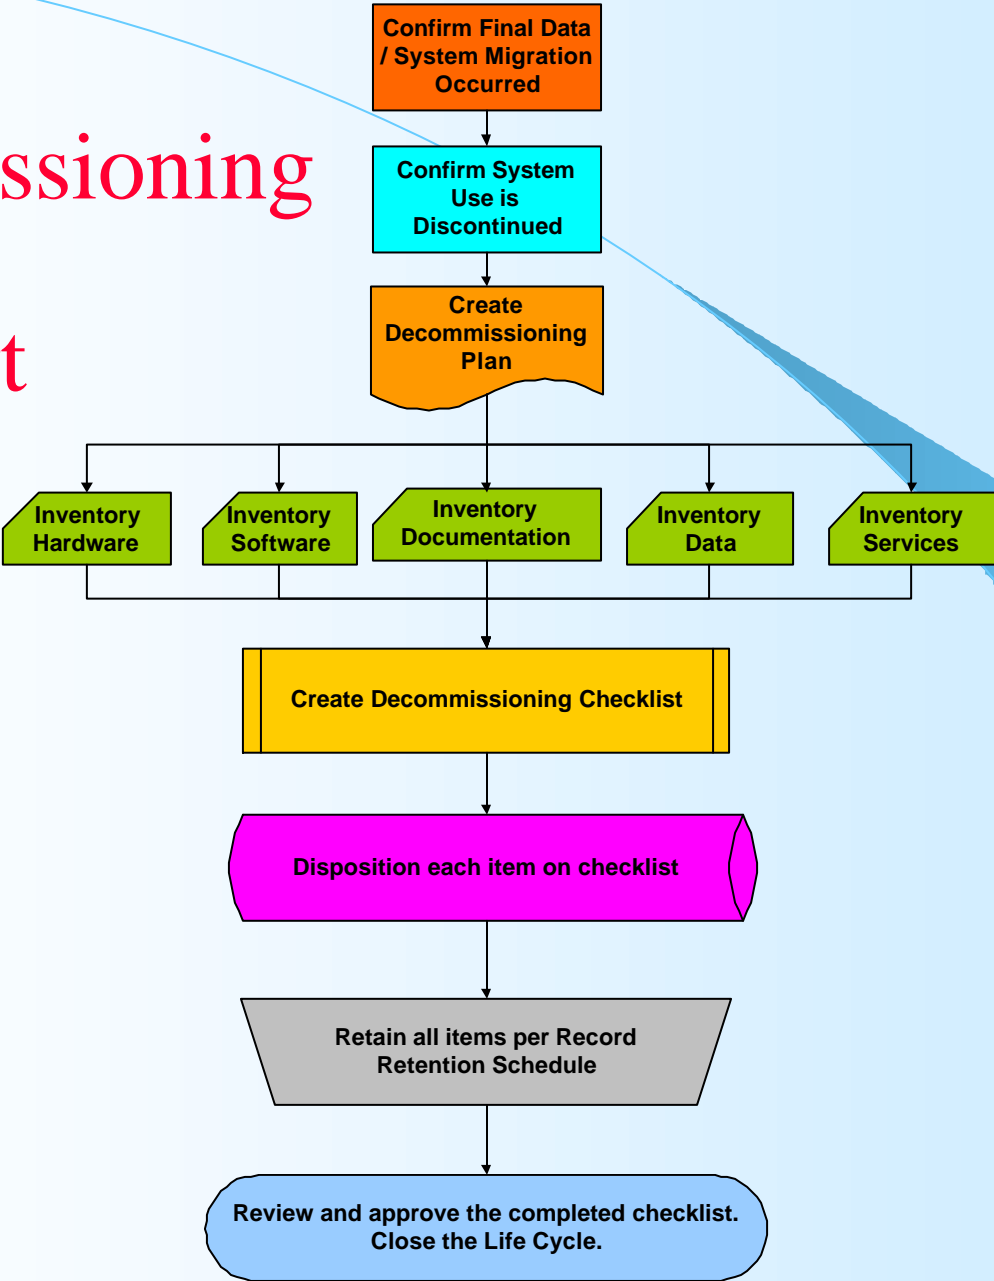 Confirm Final Data
/ System Migration
Occurred
ssioning
Confirm System
Use is
Discontinued
t
Create
Decommissioning
Plan
Inventory
Hardware
Inventory
Software
Inventory
Documentation
Inventory
Data
Inventory
Services
Create Decommissioning Checklist
Disposition each item on checklist
Retain all items per Record
Retention Schedule
Review and approve the completed checklist.
Close the Life Cycle.